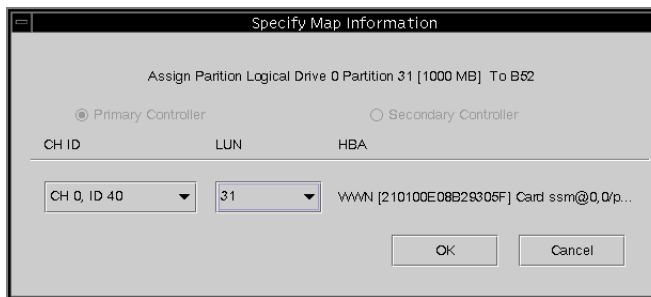 Specify Map Information
Assign Parition Logical Drive 0 Partition 31 [1000 MB] To B52
Primary Controller Secondary Controller
CH ID LUN HBA
CH 0, ID 40 31 WWN [210100E08B29305F] Card ssm@0,0/p...
OK Cancel